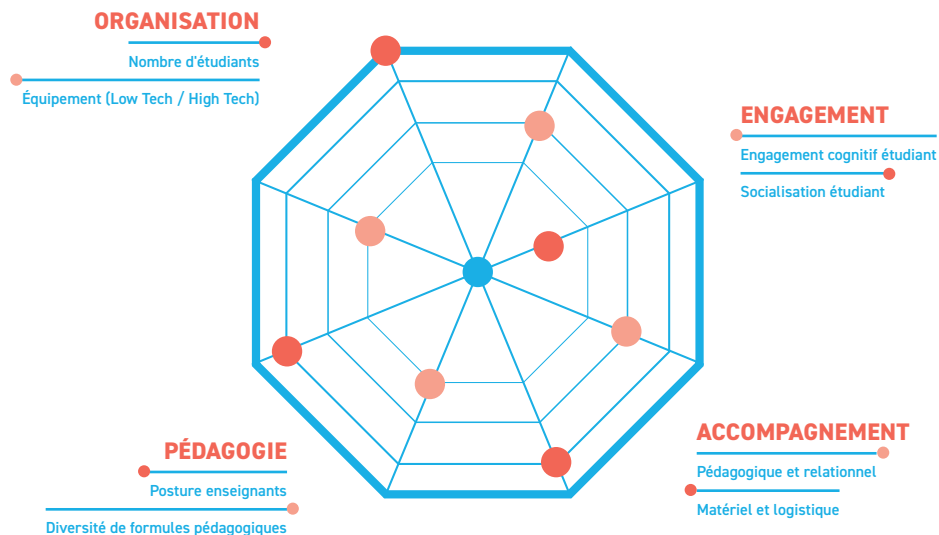 ORGANISATION
Nombre d'étudiants
Équipement (Low Tech / High Tech)
ENGAGEMENT
Engagement cognitif étudiant
Socialisation étudiant
PÉDAGOGIE
Posture enseignants
Diversité de formules pédagogiques
ACCOMPAGNEMENT
Pédagogique et relationnel
Matériel et logistique